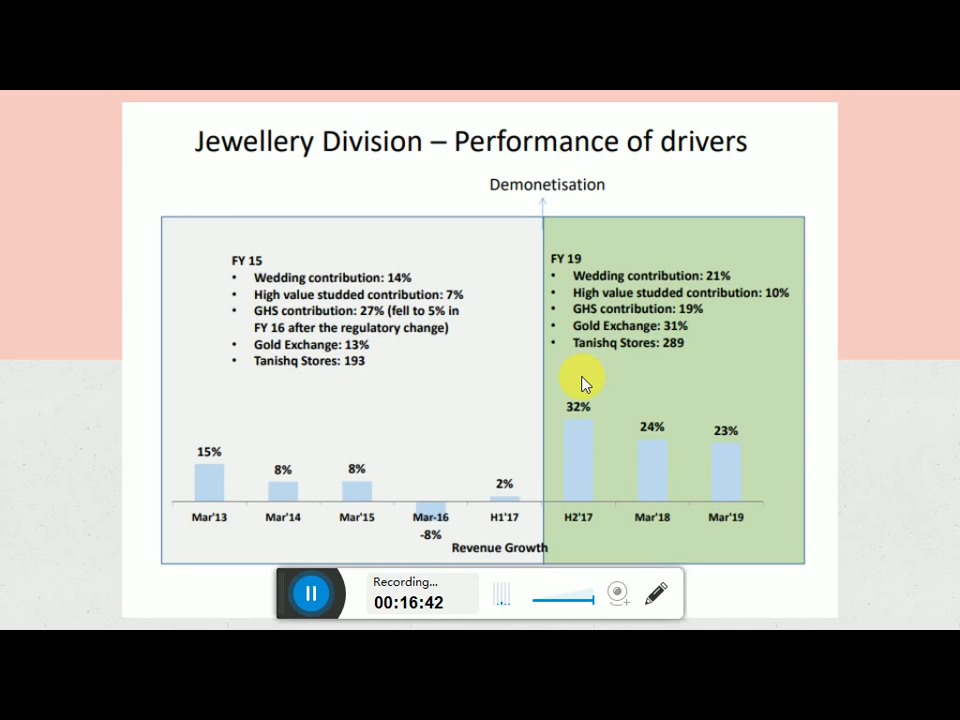 Jewellery Division – Performance of drivers
Demonetisation
FY 15
• Wedding contribution: 14%
• High value studded contribution: 7%
• GHS contribution: 27% (fell to 5% in
FY 16 after the regulatory change)
• Gold Exchange: 13%
• Tanishq Stores: 193
FY 19
• Wedding contribution: 21%
• High value studded contribution: 10%
• GHS contribution: 19%
• Gold Exchange: 31%
• Tanishq Stores: 289
15%
8%
8%
-8%
2%
32%
24%
23%
Mar'13
Mar'14
Mar'15
Mar-16
H1'17
H2'17
Mar'18
Mar'19
Revenue Growth
Recording...
00:16:42